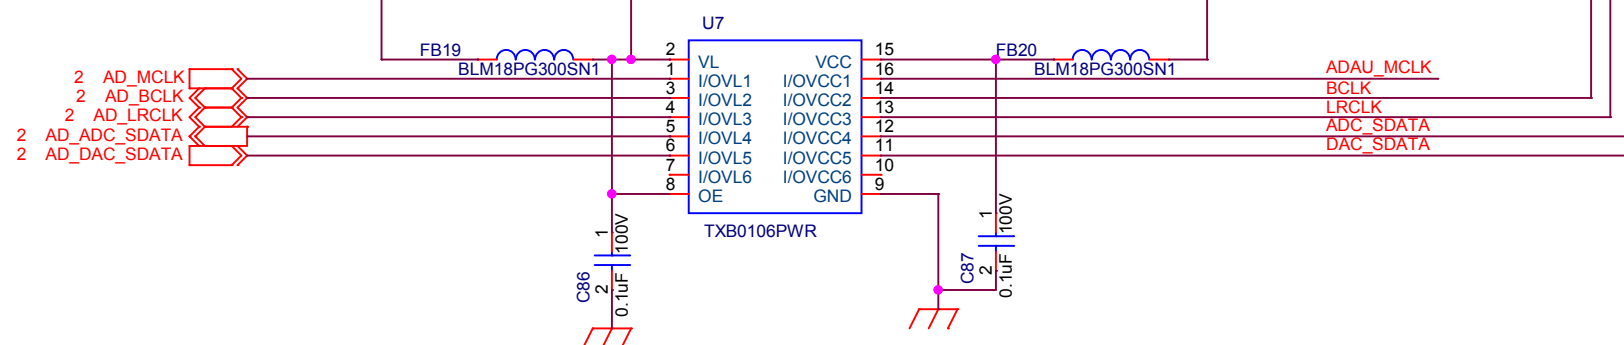 U7
FB19
BLM18PG300SN1
FB20
BLM18PG300SN1
2 AD_MCLK
2 AD_BCLK
2 AD_LRCLK
2 AD_ADC_SDATA
2 AD_DAC_SDATA
2 VL VCC 15
1 I/OVL1 I/OVCC1 16
3 I/OVL2 I/OVCC2 14
4 I/OVL3 I/OVCC3 13
5 I/OVL4 I/OVCC4 12
6 I/OVL5 I/OVCC5 11
7 I/OVL6 I/OVCC6 10
8 OE GND 9
TXB0106PWR
ADAU_MCLK
BCLK
LRCLK
ADC_SDATA
DAC_SDATA
C86
1
2
100V
0.1uF
C87
1
2
100V
0.1uF